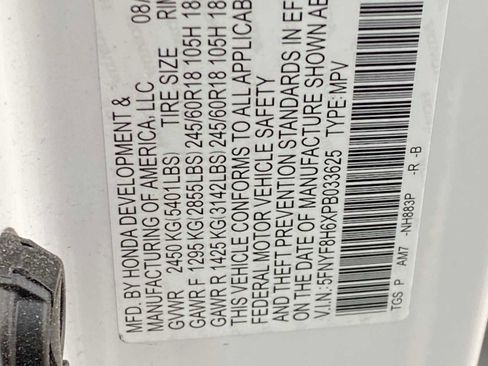 MFD. BY HONDA DEVELOPMENT & 08/
MANUFACTURING OF AMERICA, LLC
GVWR 2450 KG(5401LBS) TIRE SIZE RIM
GAWR F 1295 KG(2855LBS) 245/60R18 105H 18
GAWR R 1425 KG(3142LBS) 245/60R18 105H 18
THIS VEHICLE CONFORMS TO ALL APPLICAB
FEDERAL MOTOR VEHICLE SAFETY
AND THEFT PREVENTION STANDARDS IN EF
ON THE DATE OF MANUFACTURE SHOWN AB
V.I.N: 5FNYF8H6XPB033625 TYPE: MPV
TGS P AM7 -NH883P -R -B